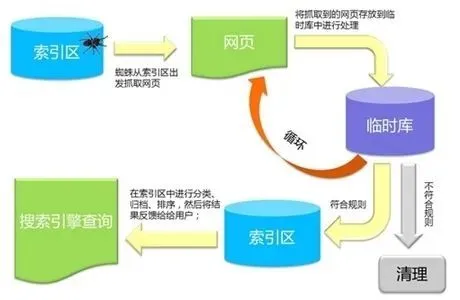 索引区
蜘蛛从索引区出
发抓取网页
网页
将抓取到的网页存放到临
时库中进行处理
临时库
循环
不符合规则
符合规则
清理
索引区
在索引区中进行分类、
归档、排序，然后将结
果反馈给给用户；
搜索引擎查询